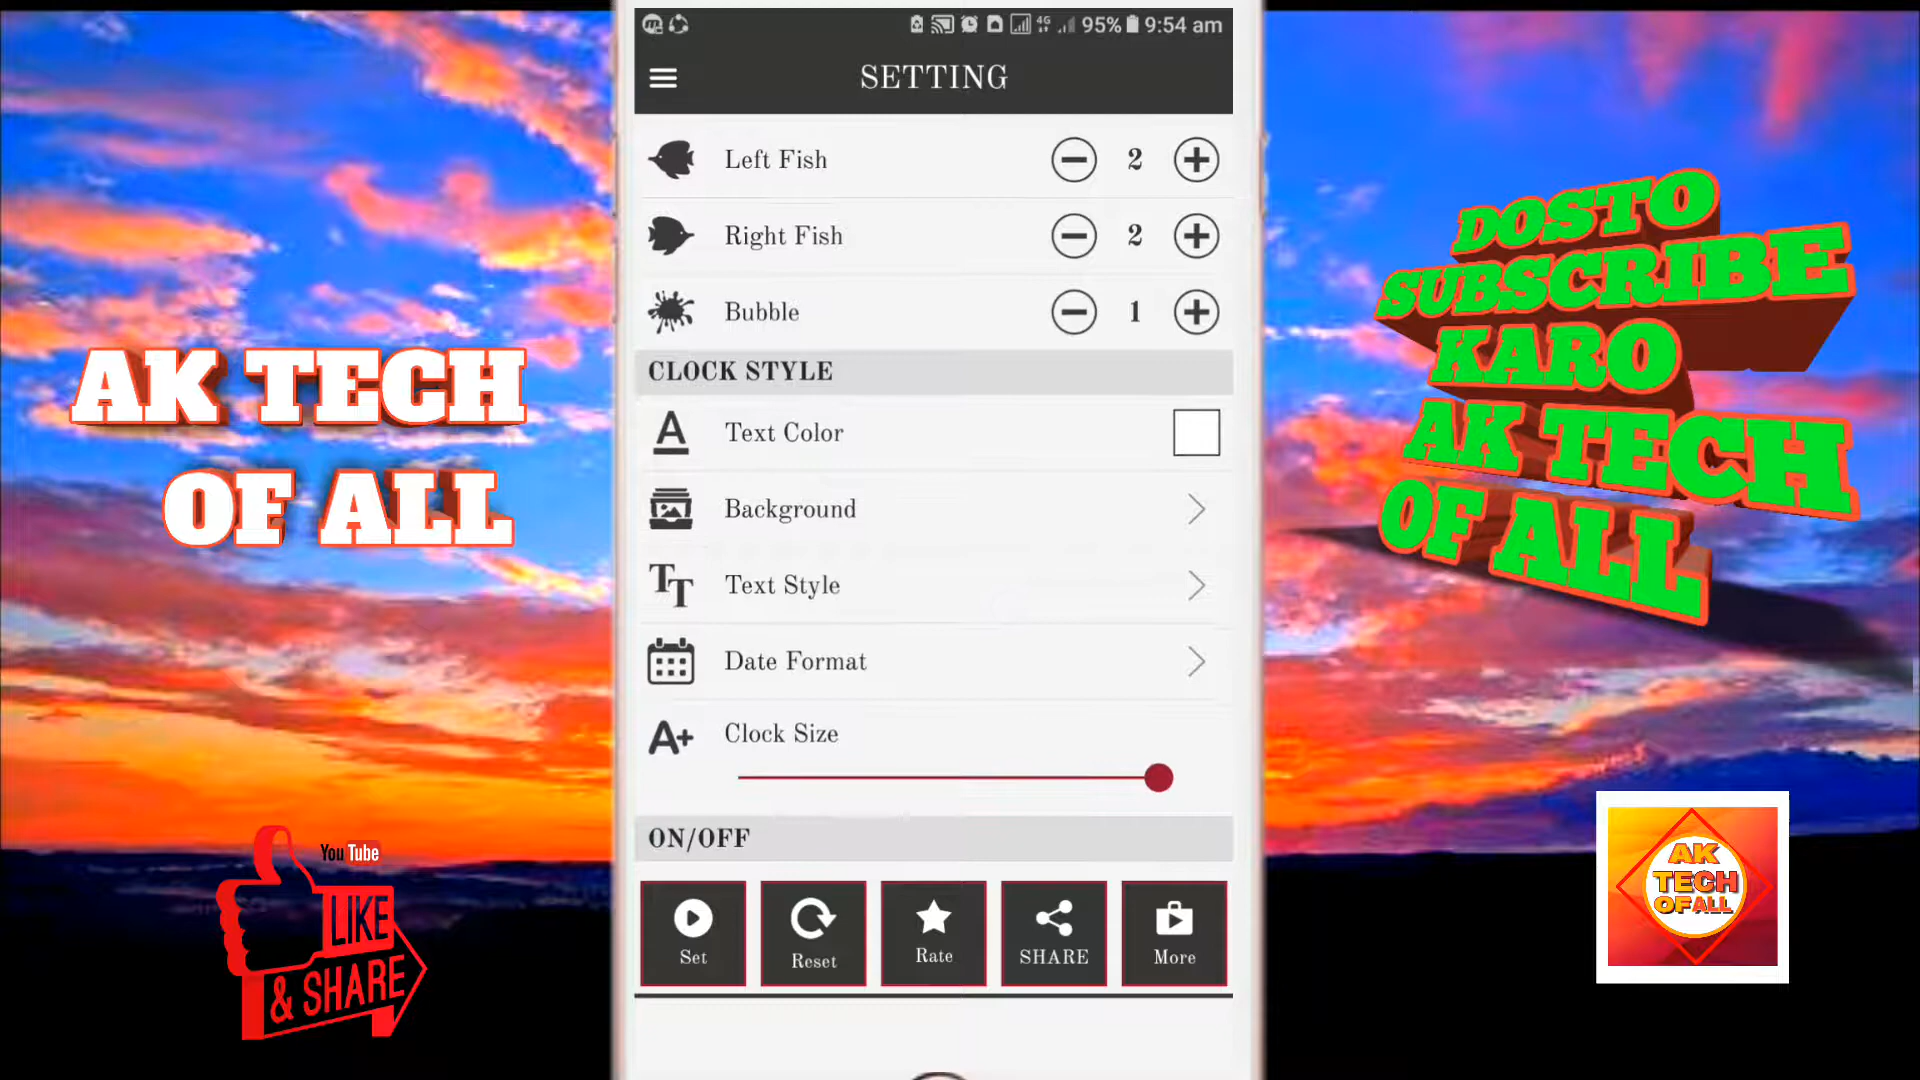 4G 95% 9:54 am
SETTING
Left Fish 2
Right Fish 2
Bubble 1
CLOCK STYLE
Text Color
Background
Text Style
Date Format
Clock Size
ON/OFF
Set
Reset
Rate
SHARE
More
AK TECH
OF ALL
You Tube
LIKE
& SHARE
DOSTO
SUBSCRIBE
KARO
AK TECH
OF ALL
AK
TECH
OF ALL